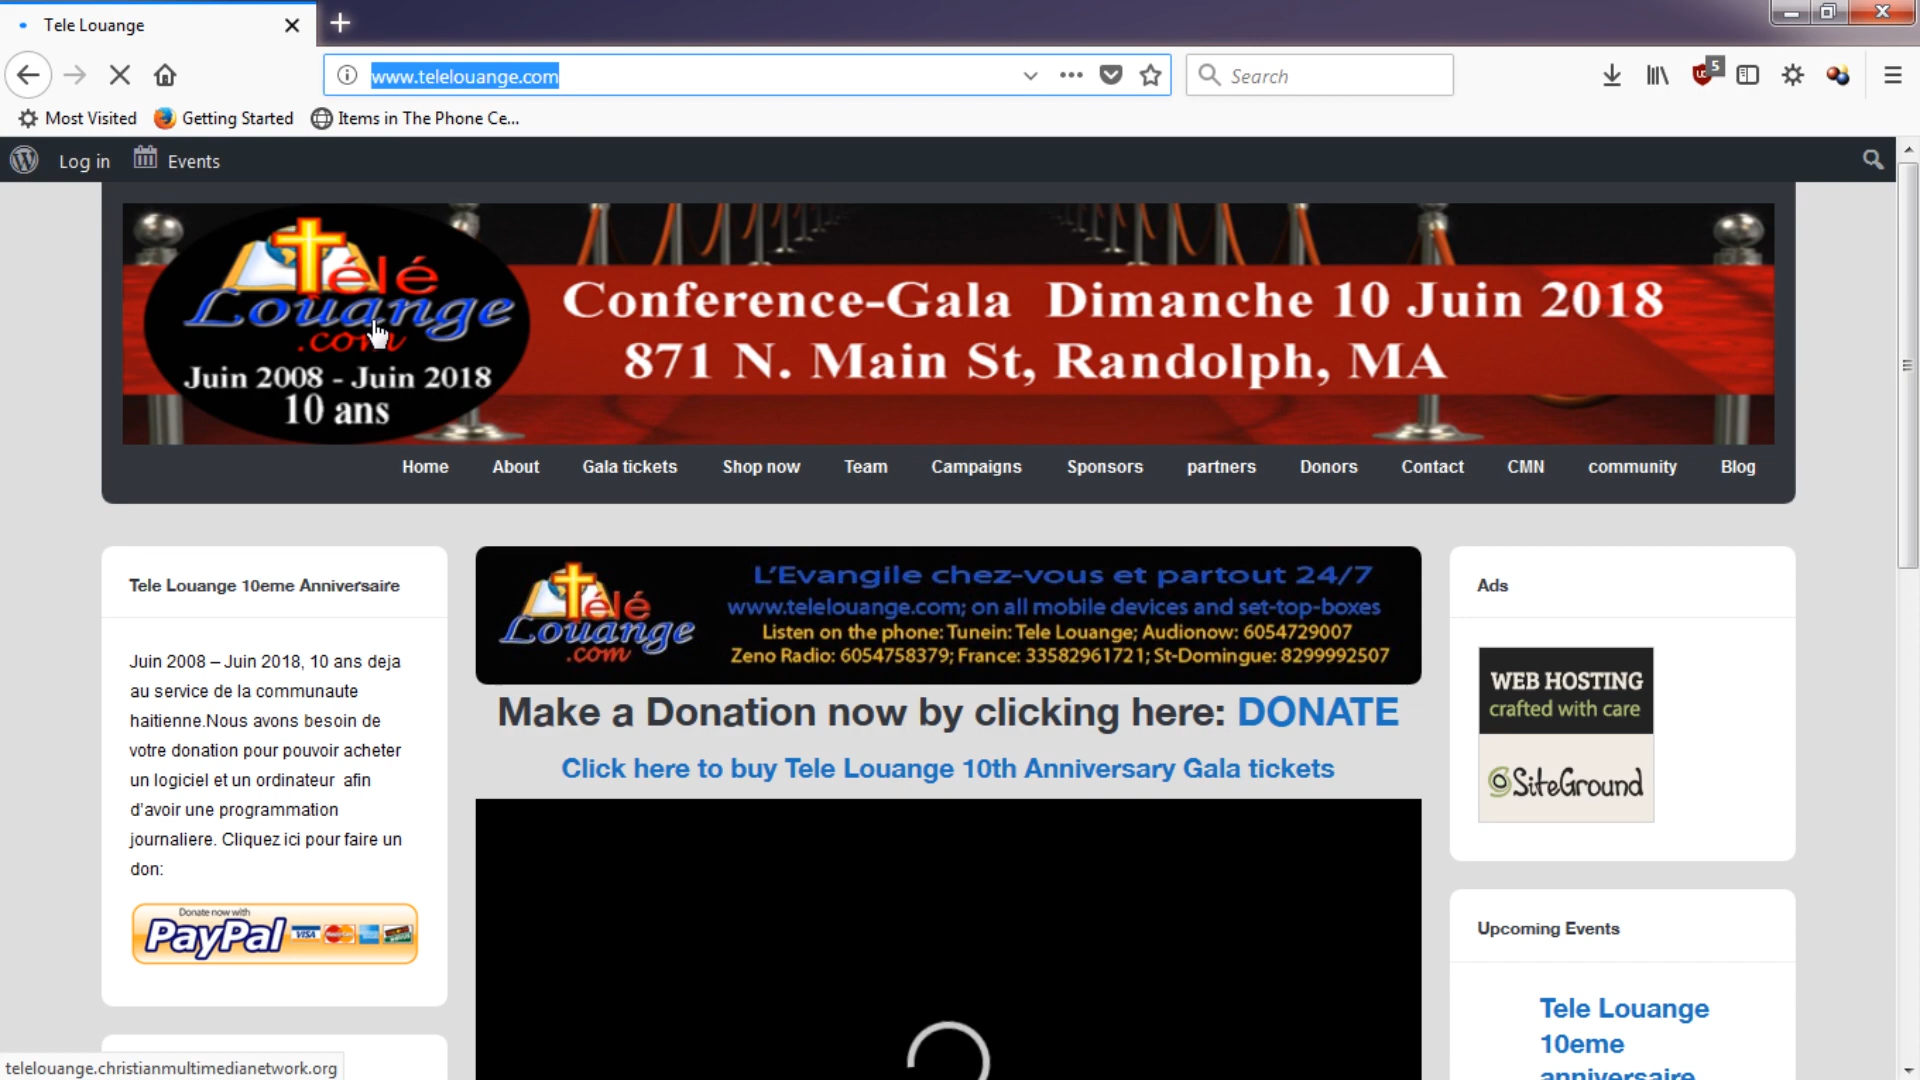 Tele Louange
www.telelouange.com
Search
5
Most Visited
Getting Started
Items in The Phone Ce...
Log in
Events
Télé
Louange
.com
Juin 2008 - Juin 2018
10 ans
Conference-Gala Dimanche 10 Juin 2018
871 N. Main St, Randolph, MA
Home About Gala tickets Shop now Team Campaigns Sponsors partners Donors Contact CMN community Blog
Tele Louange 10eme Anniversaire
Juin 2008 – Juin 2018, 10 ans deja
au service de la communaute
haitienne.Nous avons besoin de
votre donation pour pouvoir acheter
un logiciel et un ordinateur afin
d'avoir une programmation
journaliere. Cliquez ici pour faire un
don:
Donate now with
PayPal VISA
Télé
Louange
.com
L'Evangile chez-vous et partout 24/7
www.telelouange.com; on all mobile devices and set-top-boxes
Listen on the phone: Tunein: Tele Louange; Audionow: 6054729007
Zeno Radio: 6054758379; France: 33582961721; St-Domingue: 8299992507
Make a Donation now by clicking here: DONATE
Click here to buy Tele Louange 10th Anniversary Gala tickets
Ads
WEB HOSTING
crafted with care
SiteGround
Upcoming Events
Tele Louange
10eme
anniversaire
telelouange.christianmultimedianetwork.org